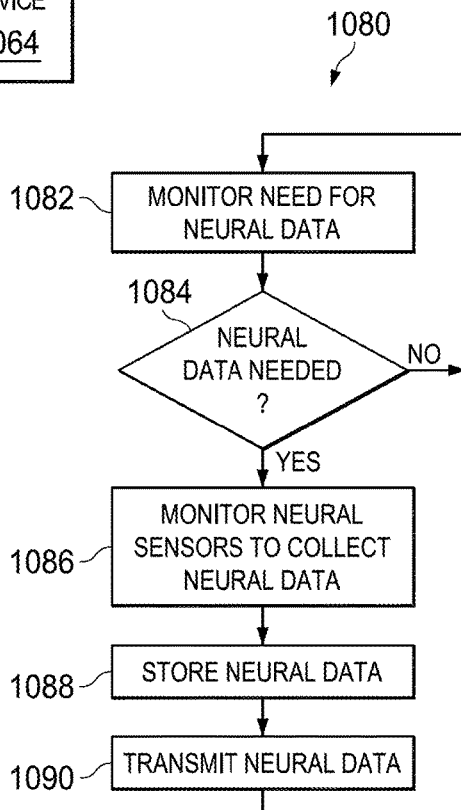 VICE
064
1080
1082
MONITOR NEED FOR
NEURAL DATA
1084
NEURAL
DATA NEEDED
?
NO
YES
1086
MONITOR NEURAL
SENSORS TO COLLECT
NEURAL DATA
1088
STORE NEURAL DATA
1090
TRANSMIT NEURAL DATA